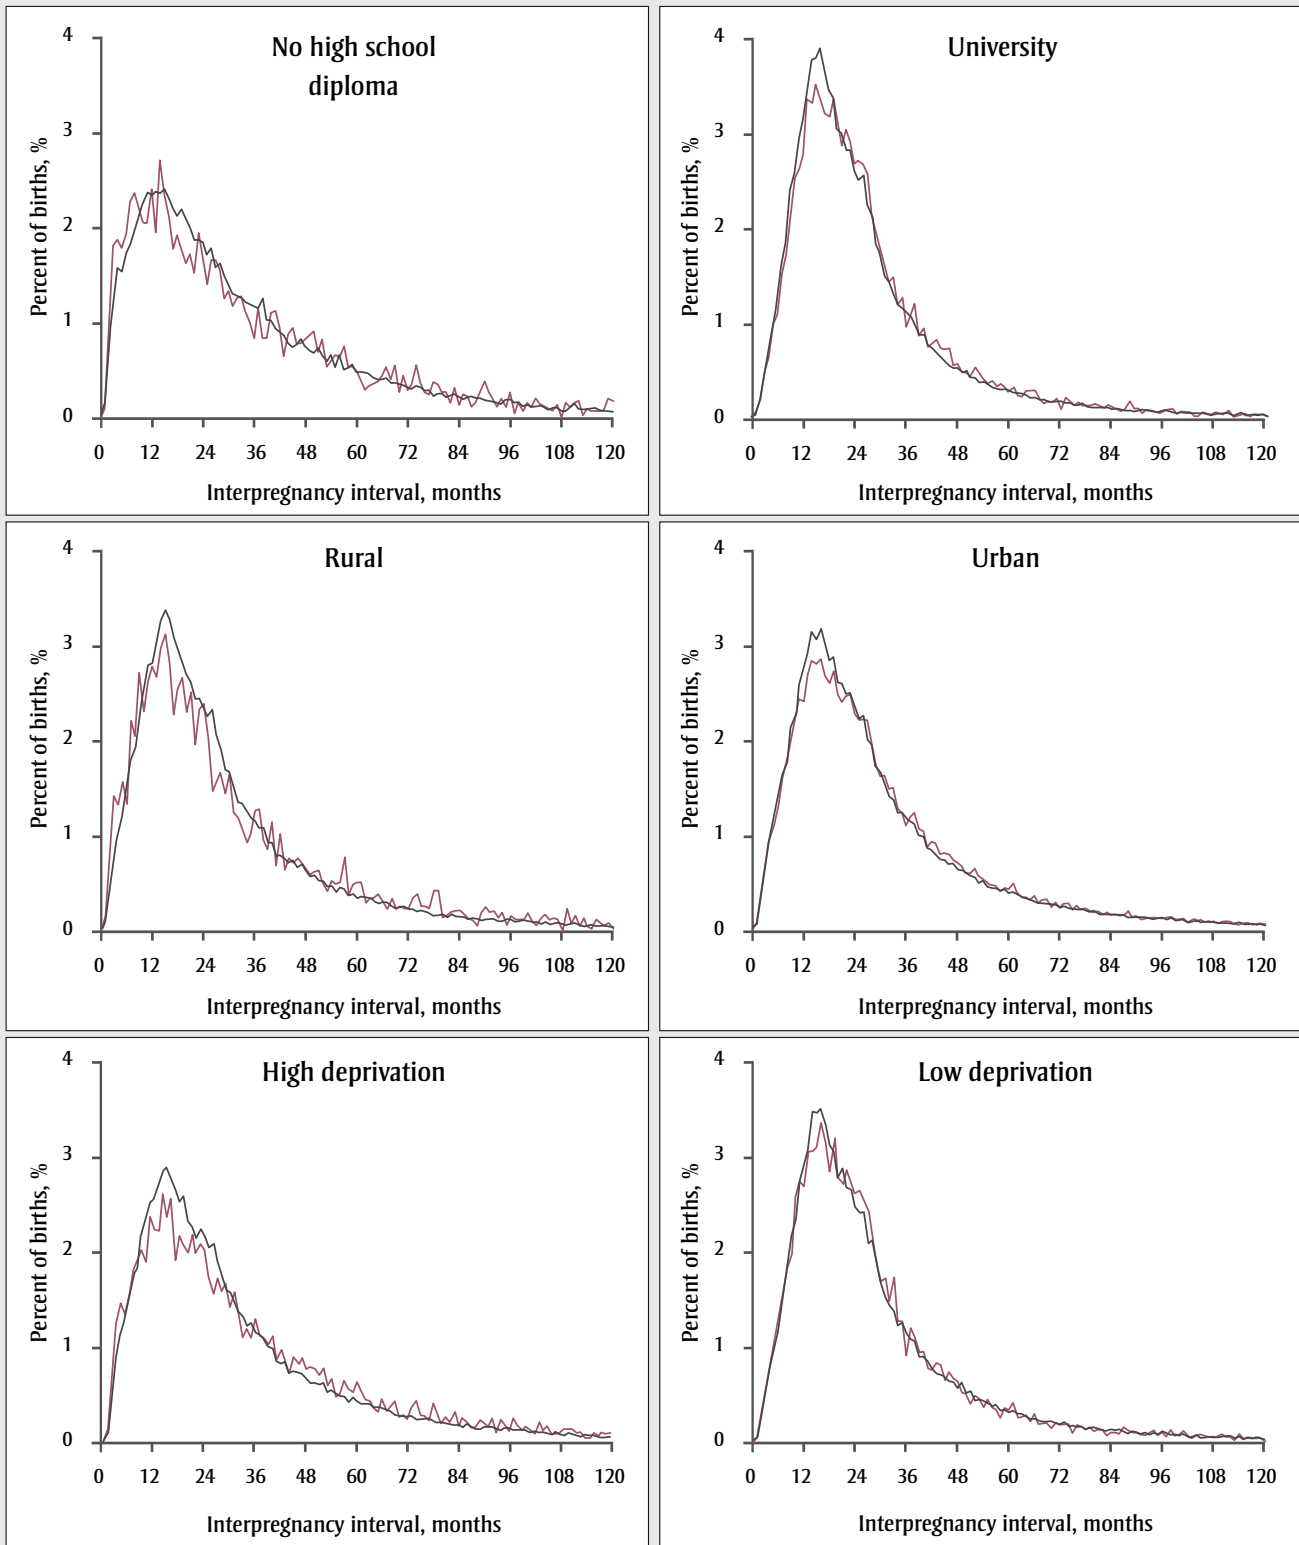 No high school
diploma
Percent of births, %
4
3
2
1
0
0 12 24 36 48 60 72 84 96 108 120
Interpregnancy interval, months
University
Percent of births, %
4
3
2
1
0
0 12 24 36 48 60 72 84 96 108 120
Interpregnancy interval, months
Rural
Percent of births, %
4
3
2
1
0
0 12 24 36 48 60 72 84 96 108 120
Interpregnancy interval, months
Urban
Percent of births, %
4
3
2
1
0
0 12 24 36 48 60 72 84 96 108 120
Interpregnancy interval, months
High deprivation
Percent of births, %
4
3
2
1
0
0 12 24 36 48 60 72 84 96 108 120
Interpregnancy interval, months
Low deprivation
Percent of births, %
4
3
2
1
0
0 12 24 36 48 60 72 84 96 108 120
Interpregnancy interval, months